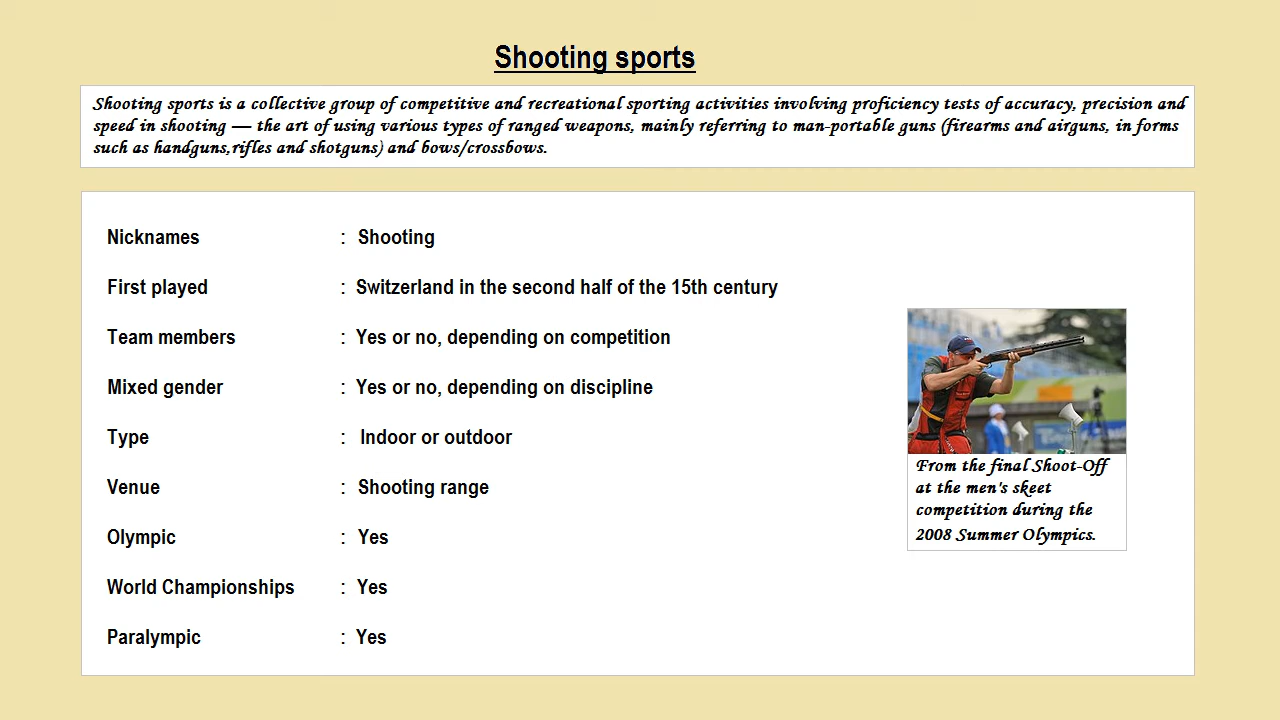 Shooting sports
Shooting sports is a collective group of competitive and recreational sporting activities involving proficiency tests of accuracy, precision and
speed in shooting — the art of using various types of ranged weapons, mainly referring to man-portable guns (firearms and airguns, in forms
such as handguns,rifles and shotguns) and bows/crossbows.
Nicknames : Shooting
First played : Switzerland in the second half of the 15th century
Team members : Yes or no, depending on competition
Mixed gender : Yes or no, depending on discipline
Type : Indoor or outdoor
Venue : Shooting range
Olympic : Yes
World Championships : Yes
Paralympic : Yes
From the final Shoot-Off
at the men's skeet
competition during the
2008 Summer Olympics.